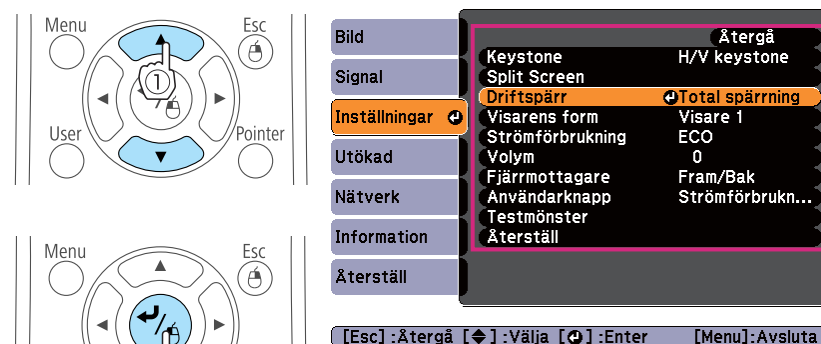 Menu
Esc
1
User
Pointer
Menu
Esc
Bild
Signal
Inställningar
Utökad
Nätverk
Information
Återställ
Återgå
Keystone H/V keystone
Split Screen
Driftspärr Total spärrning
Visarens form Visare 1
Strömförbrukning ECO
Volym 0
Fjärrmottagare Fram/Bak
Användarknapp Strömförbrukn...
Testmönster
Återställ
[Esc] :Återgå [◆] :Välja [⏎] :Enter [Menu]:Avsluta